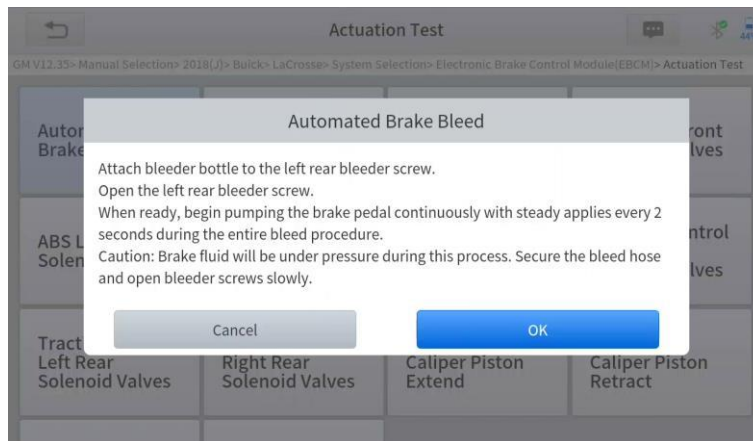 Actuation Test
GM V12.35> Manual Selection> 2018(J)> Buick> LaCrosse> System Selection> Electronic Brake Control Module(EBCM)> Actuation Test
Automated Brake Bleed
Attach bleeder bottle to the left rear bleeder screw.
Open the left rear bleeder screw.
When ready, begin pumping the brake pedal continuously with steady applies every 2
seconds during the entire bleed procedure.
Caution: Brake fluid will be under pressure during this process. Secure the bleed hose
and open bleeder screws slowly.
Cancel
OK
Left Rear
Solenoid Valves
Right Rear
Solenoid Valves
Caliper Piston
Extend
Caliper Piston
Retract